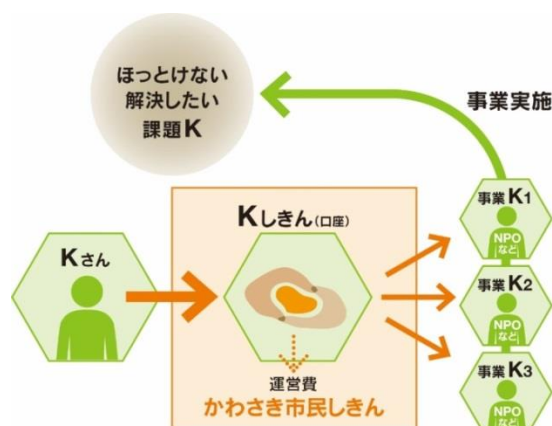 ほっとけない
解決したい
課題K
事業実施
Kしきん(口座)
Kさん
運営費
かわさき市民しきん
事業K1
NPO
など
事業K2
NPO
など
事業K3
NPO
など